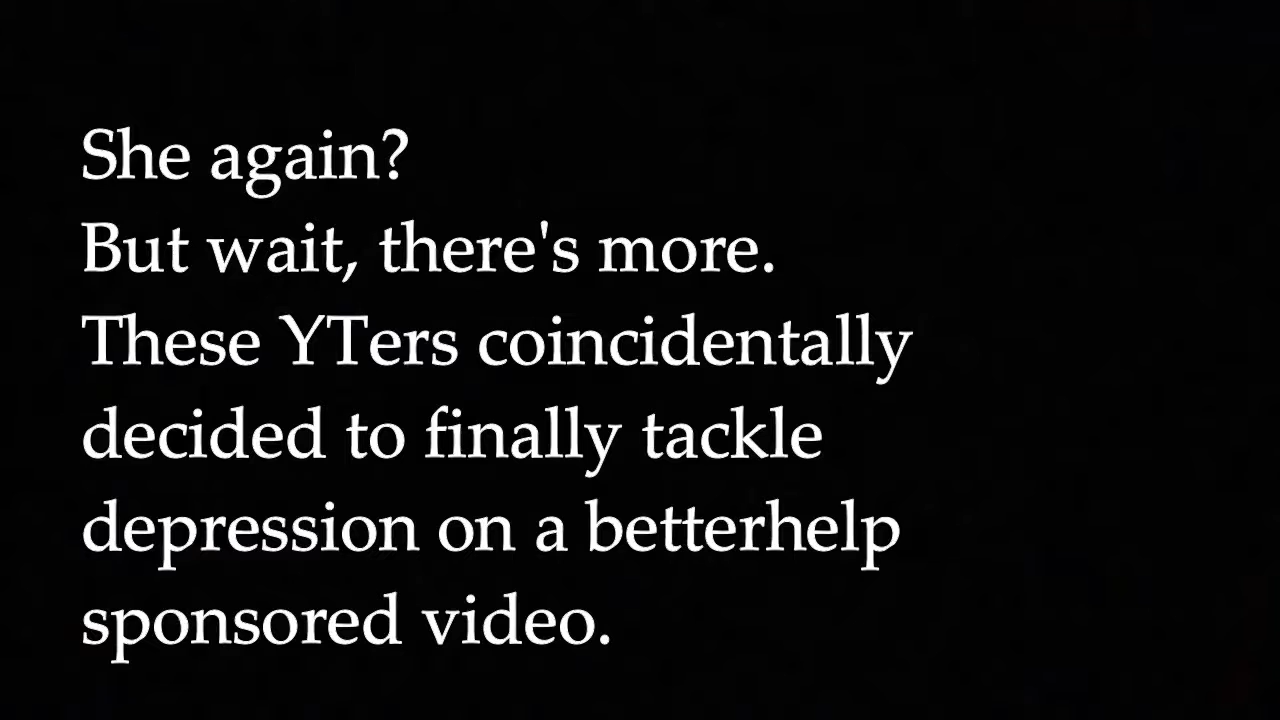 She again?
But wait, there's more.
These YTers coincidentally
decided to finally tackle
depression on a betterhelp
sponsored video.